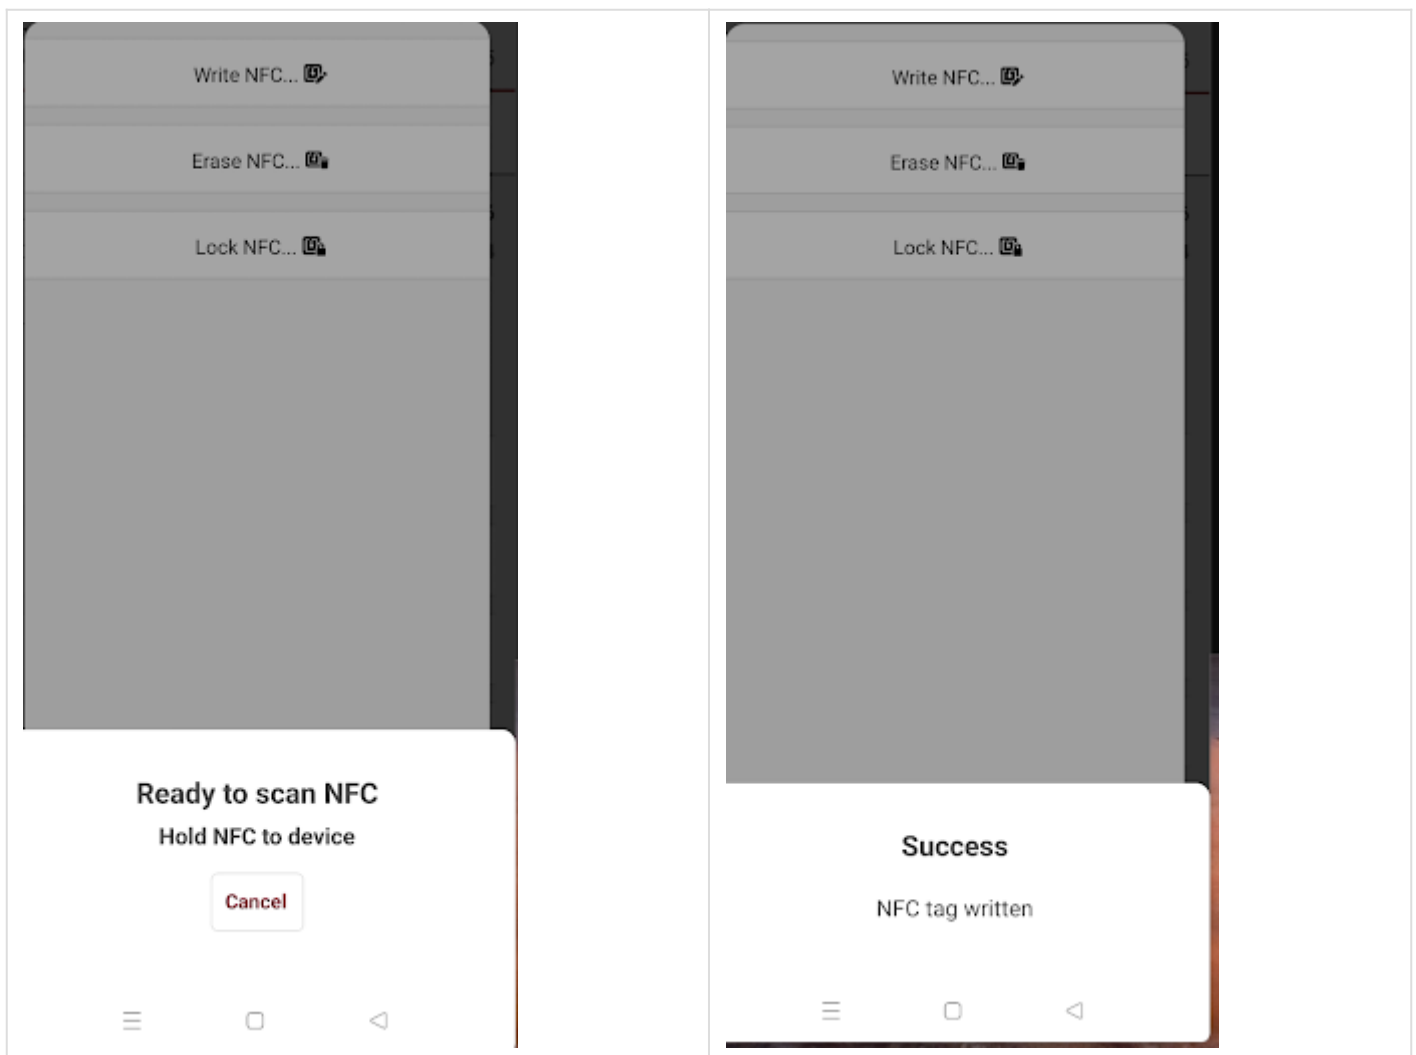 Write NFC...
Erase NFC...
Lock NFC...
Ready to scan NFC
Hold NFC to device
Cancel
Write NFC...
Erase NFC...
Lock NFC...
Success
NFC tag written